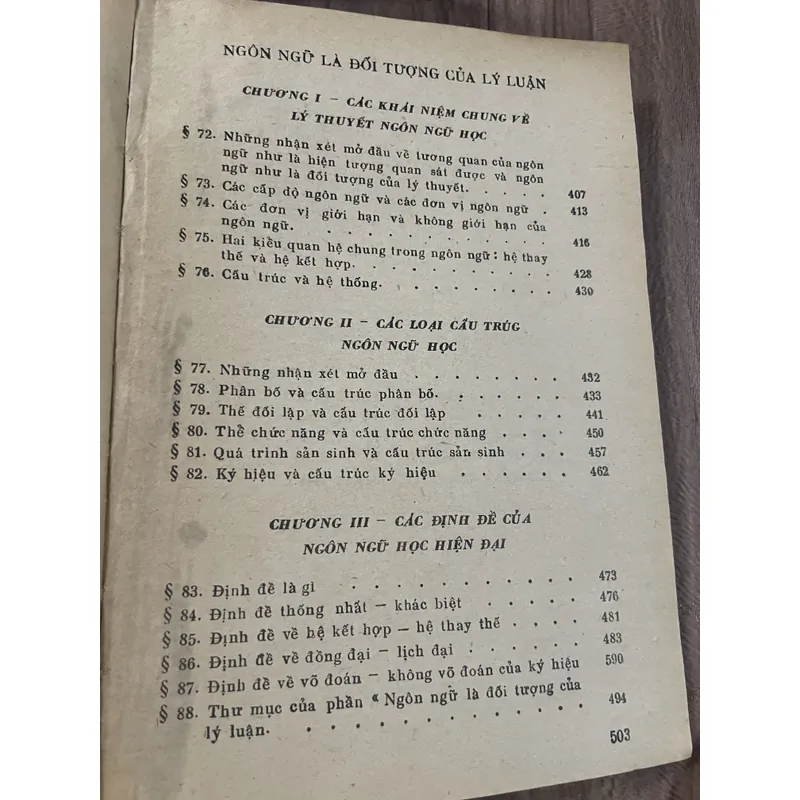 NGÔN NGỮ LÀ ĐỐI TƯỢNG CỦA LÝ LUẬN
CHƯƠNG I – CÁC KHÁI NIỆM CHUNG VỀ
LÝ THUYẾT NGÔN NGỮ HỌC
§ 72. Những nhận xét mở đầu về tương quan của ngôn
ngữ như là hiện tượng quan sát được và ngôn
ngữ như là đối tượng của lý thuyết. . . . . 407
§ 73. Các cấp độ ngôn ngữ và các đơn vị ngôn ngữ . 413
§ 74. Các đơn vị giới hạn và không giới hạn của
ngôn ngữ. . . . . . . . . . . . 416
§ 75. Hai kiểu quan hệ chung trong ngôn ngữ : hệ thay
thế và hệ kết hợp. . . . . . . . . . 428
§ 76. Cấu trúc và hệ thống. . . . . . . . 430
CHƯƠNG II – CÁC LOẠI CẤU TRÚG
NGÔN NGỮ HỌC
§ 77. Những nhận xét mở đầu . . . . . . . . 432
§ 78. Phân bố và cấu trúc phân bố. . . . . . . 433
§ 79. Thế đối lập và cấu trúc đối lập . . . . . 441
§ 80. Thể chức năng và cấu trúc chức năng . . . . 450
§ 81. Quá trình sản sinh và cấu trúc sản sinh . . . 457
§ 82. Ký hiệu và cấu trúc ký hiệu . . . . . . 462
CHƯƠNG III – CÁC ĐỊNH ĐỀ CỦA
NGÔN NGỮ HỌC HIỆN ĐẠI
§ 83. Định đề là gì . . . . . . . . . . . 473
§ 84. Định đề thống nhất – khác biệt . . . . . 476
§ 85. Định đề về hệ kết hợp – hệ thay thế . . . . 481
§ 86. Định đề về đồng đại – lịch đại . . . . . . 483
§ 87. Định đề về võ đoán – không võ đoán của ký hiệu 590
§ 88. Thư mục của phần « Ngôn ngữ là đối tượng của
lý luận. . . . . . . . . . . . . 494
503